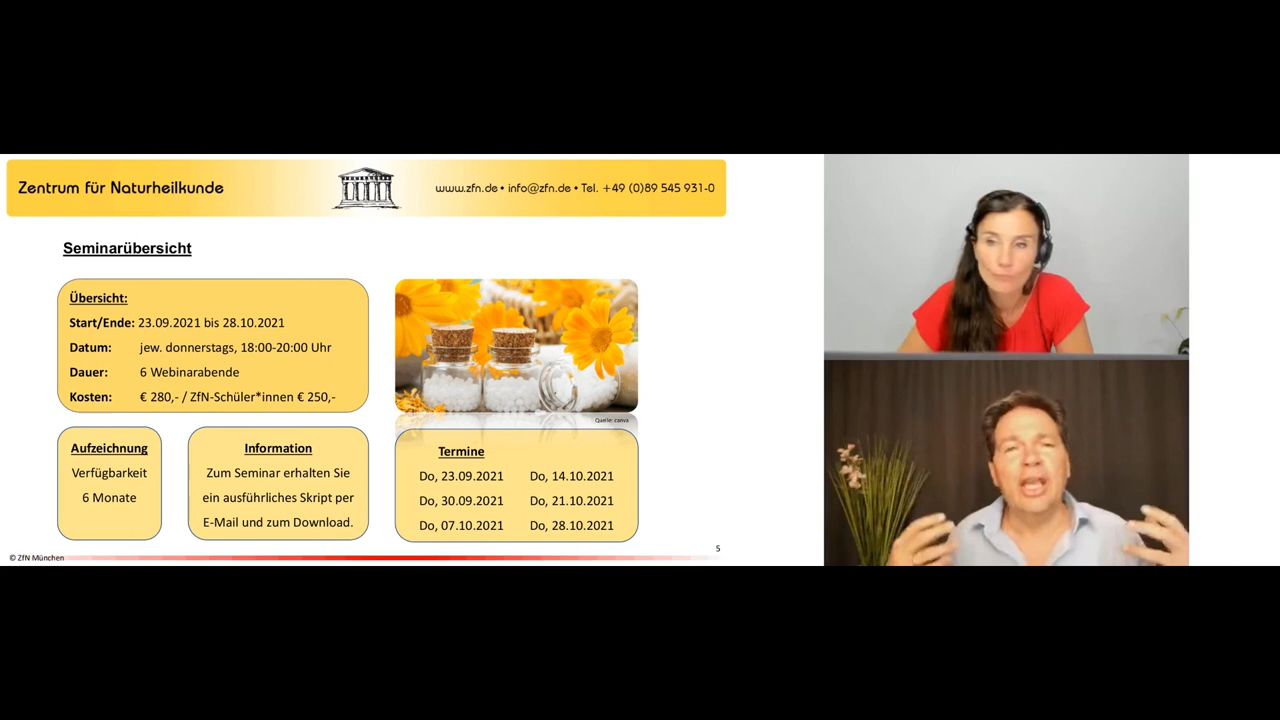 Zentrum für Naturheilkunde
www.zfn.de • info@zfn.de • Tel. +49 (0)89 545 931-0
Seminarübersicht
Übersicht:
Start/Ende: 23.09.2021 bis 28.10.2021
Datum: jew. donnerstags, 18:00-20:00 Uhr
Dauer: 6 Webinarabende
Kosten: € 280,- / ZfN-Schüler*innen € 250,-
Quelle: canva
Aufzeichnung
Verfügbarkeit
6 Monate
Information
Zum Seminar erhalten Sie
ein ausführliches Skript per
E-Mail und zum Download.
Termine
Do, 23.09.2021 Do, 14.10.2021
Do, 30.09.2021 Do, 21.10.2021
Do, 07.10.2021 Do, 28.10.2021
5
© ZfN München